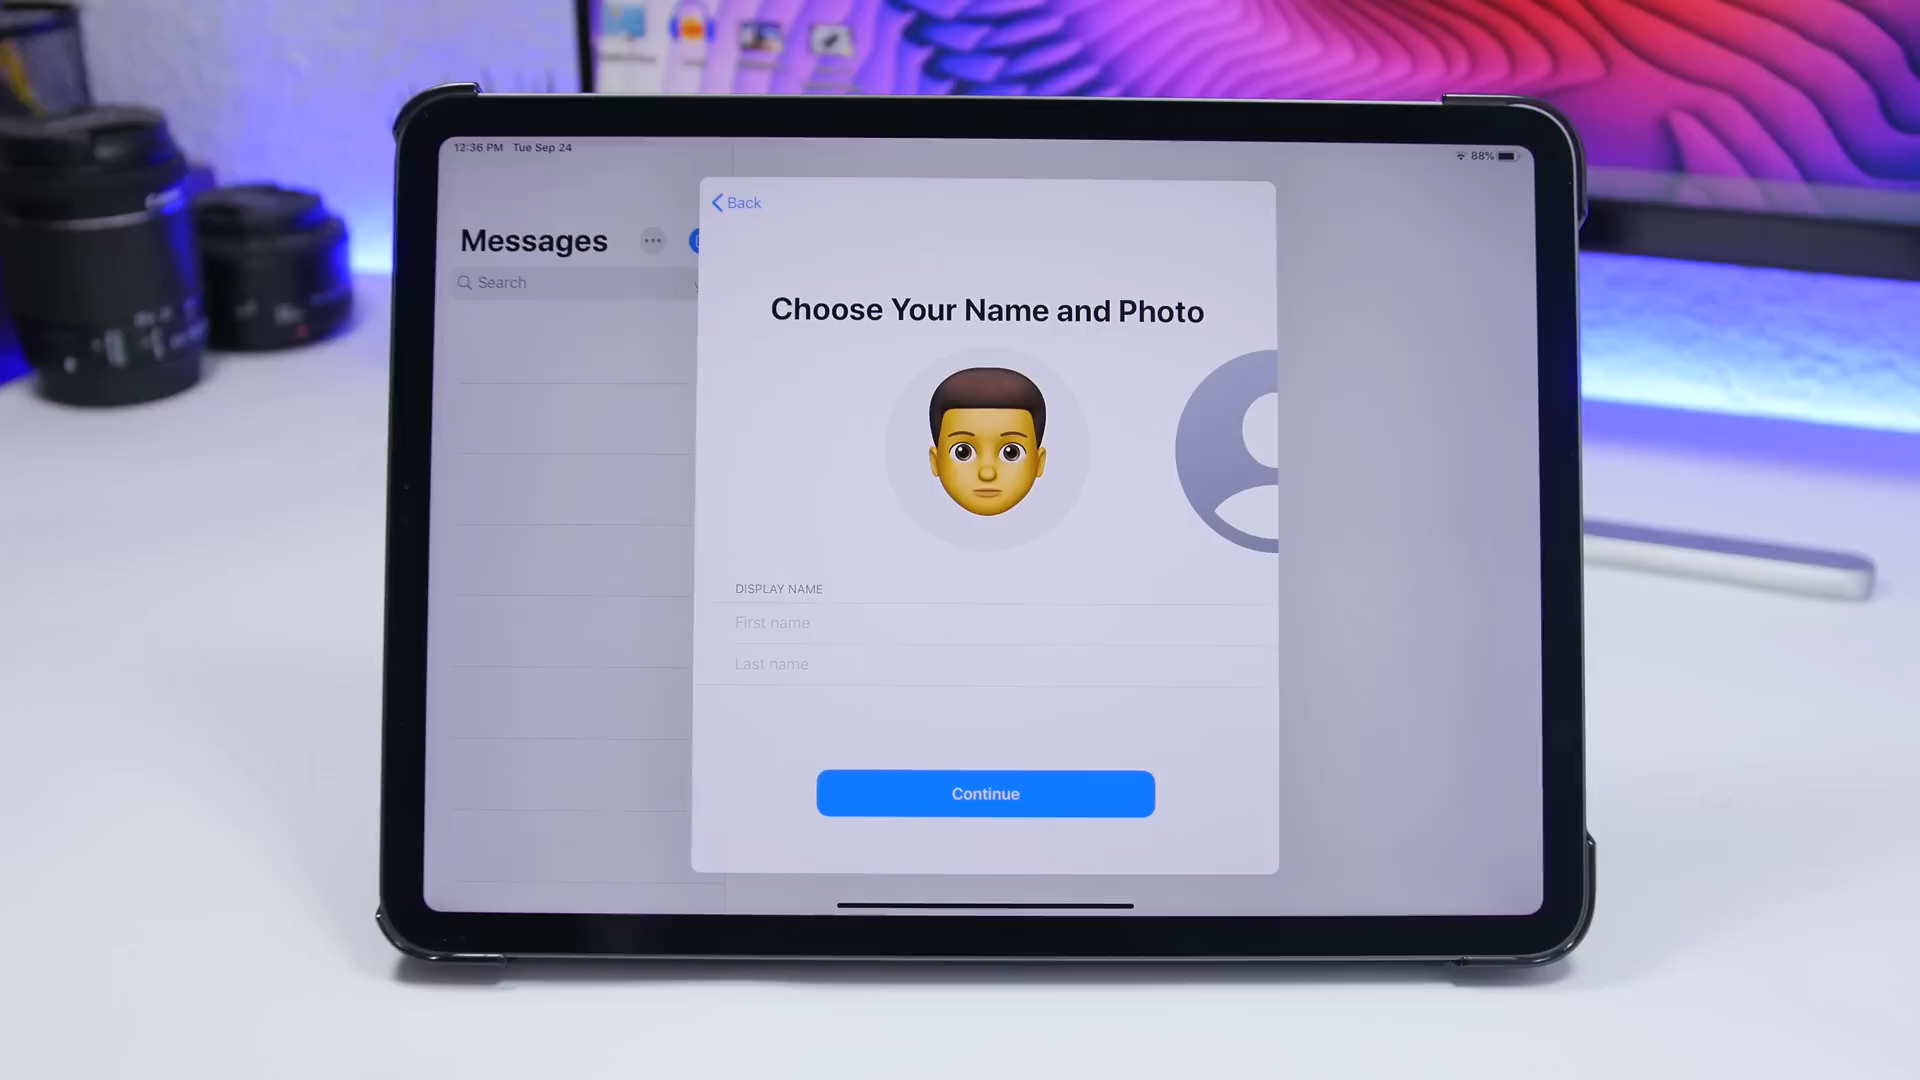 12:36 PM Tue Sep 24
88%
Back
Messages
Search
Choose Your Name and Photo
DISPLAY NAME
First name
Last name
Continue